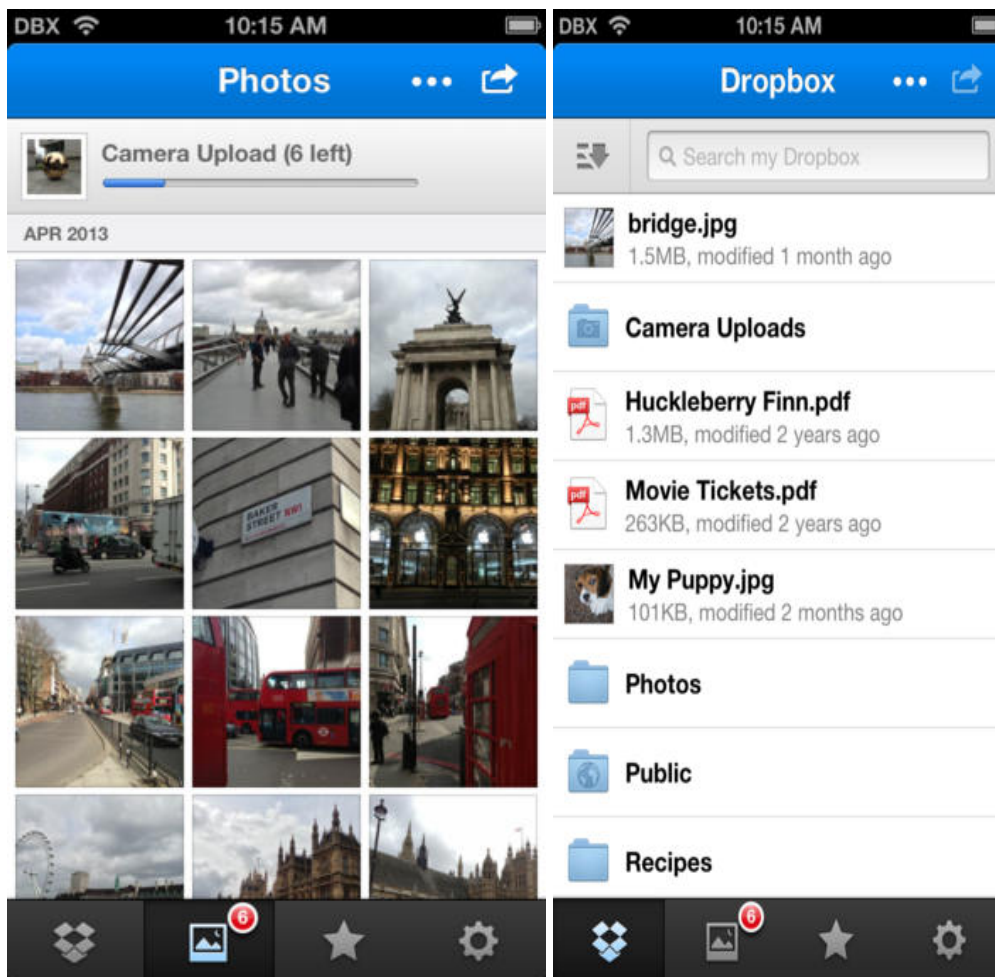 DBX 10:15 AM
Photos
Camera Upload (6 left)
APR 2013
BAKER
STREET NW1
6
DBX 10:15 AM
Dropbox
Search my Dropbox
bridge.jpg
1.5MB, modified 1 month ago
Camera Uploads
pdf
Huckleberry Finn.pdf
1.3MB, modified 2 years ago
pdf
Movie Tickets.pdf
263KB, modified 2 years ago
My Puppy.jpg
101KB, modified 2 months ago
Photos
Public
Recipes
6